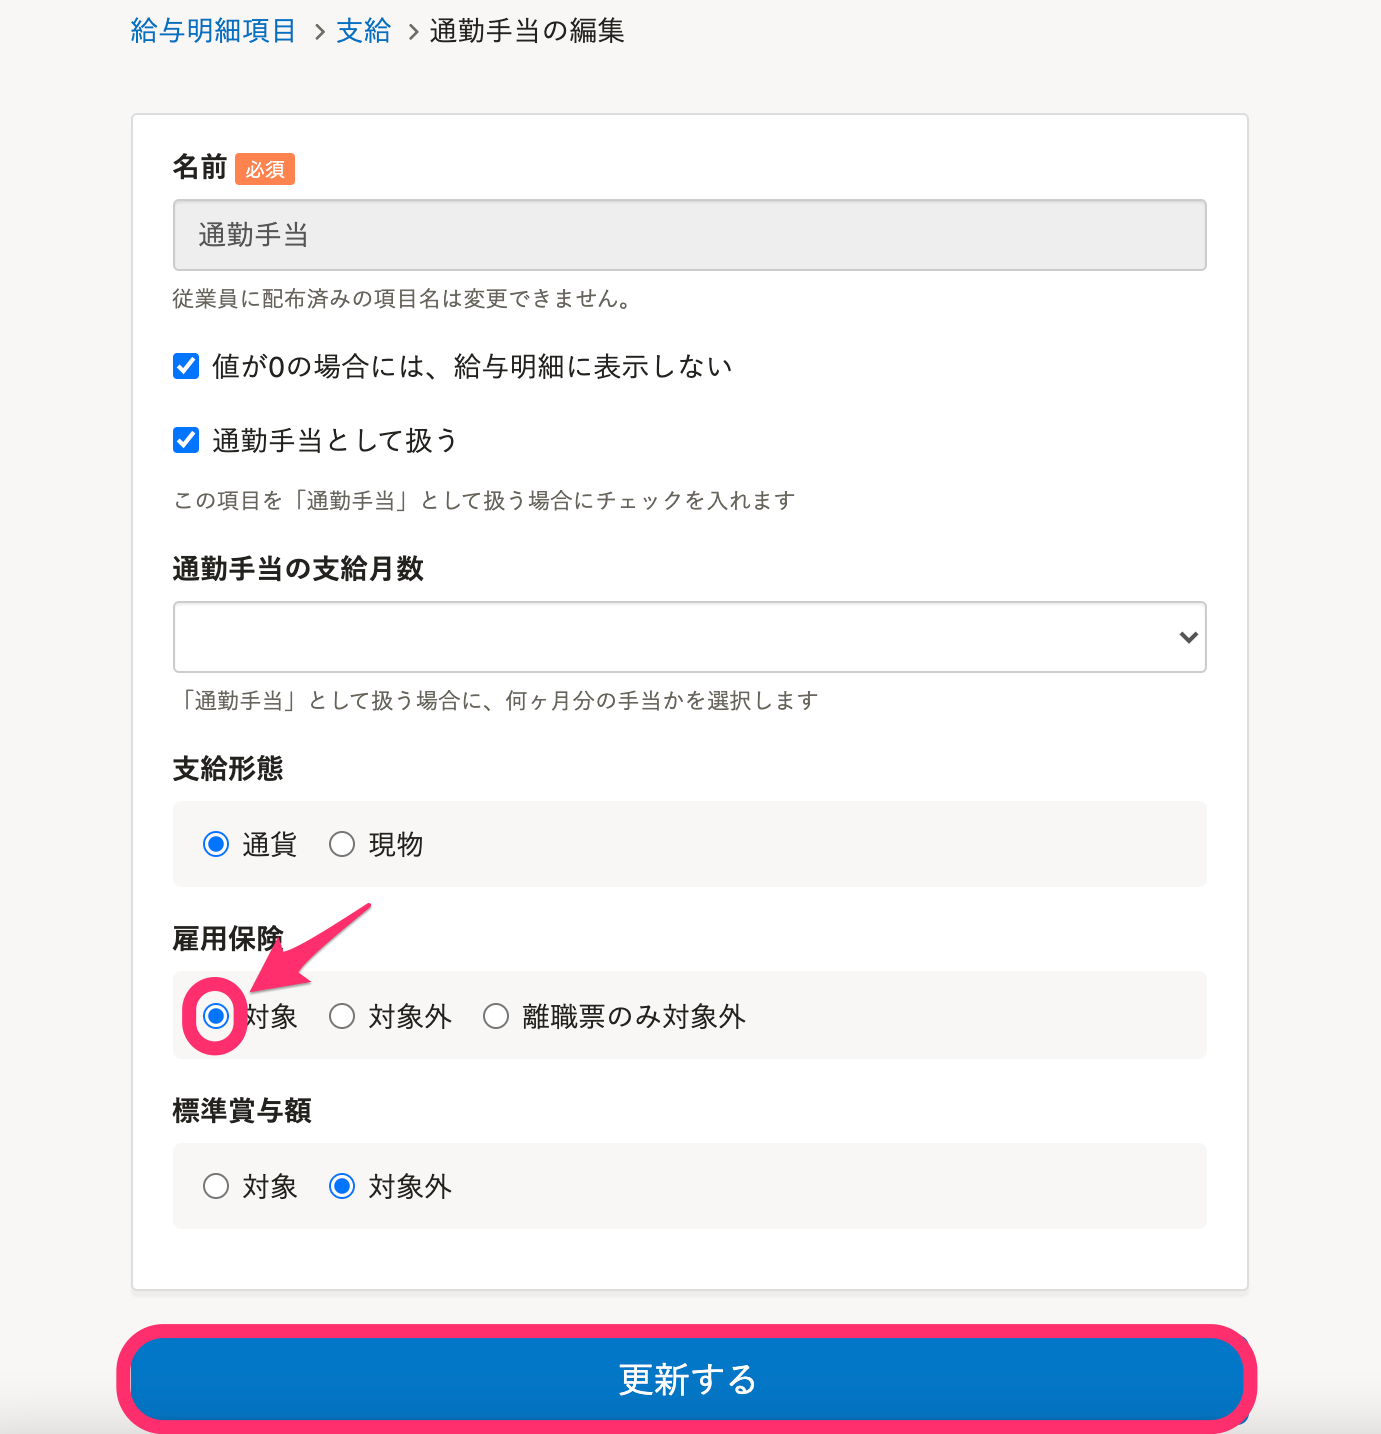 給与明細項目 > 支給 > 通勤手当の編集
名前 必須
通勤手当
従業員に配布済みの項目名は変更できません。
値が0の場合には、給与明細に表示しない
通勤手当として扱う
この項目を「通勤手当」として扱う場合にチェックを入れます
通勤手当の支給月数
「通勤手当」として扱う場合に、何ヶ月分の手当かを選択します
支給形態
通貨 現物
雇用保険
対象 対象外 離職票のみ対象外
標準賞与額
対象 対象外
更新する